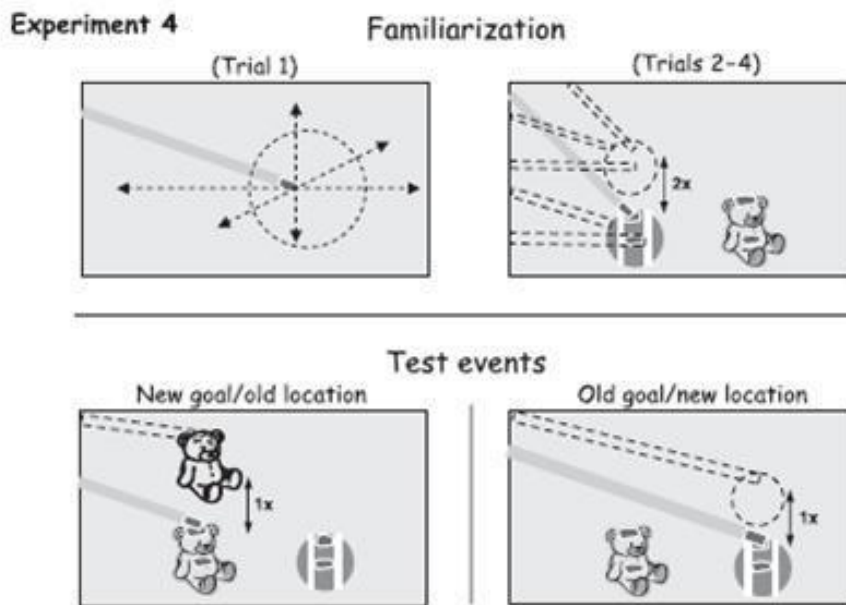 Experiment 4
Familiarization
(Trial 1)
(Trials 2-4)
2x
Test events
New goal/old location
Old goal/new location
1x
1x